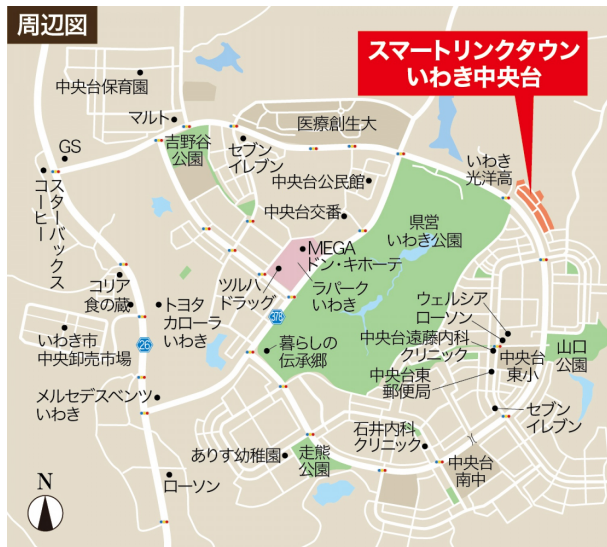 周辺図
スマートリンクタウン
いわき中央台
中央台保育園
マルト
GS
吉野谷
公園
セブン
イレブン
医療創生大
いわき
光洋高
中央台公民館
中央台交番
スターバックス
コーヒー
県営
いわき公園
MEGA
ドン・キホーテ
ツルハ
ドラッグ
ラパーク
いわき
コリア
食の蔵
トヨタ
カローラ
いわき
378
26
いわき市
中央卸売市場
暮らしの
伝承郷
ウェルシア
ローソン
中央台遠藤内科
クリニック
中央台
東小
山口
公園
中央台東
郵便局
メルセデスベンツ
いわき
セブン
イレブン
石井内科
クリニック
ありす幼稚園
走熊
公園
中央台
南中
ローソン
N